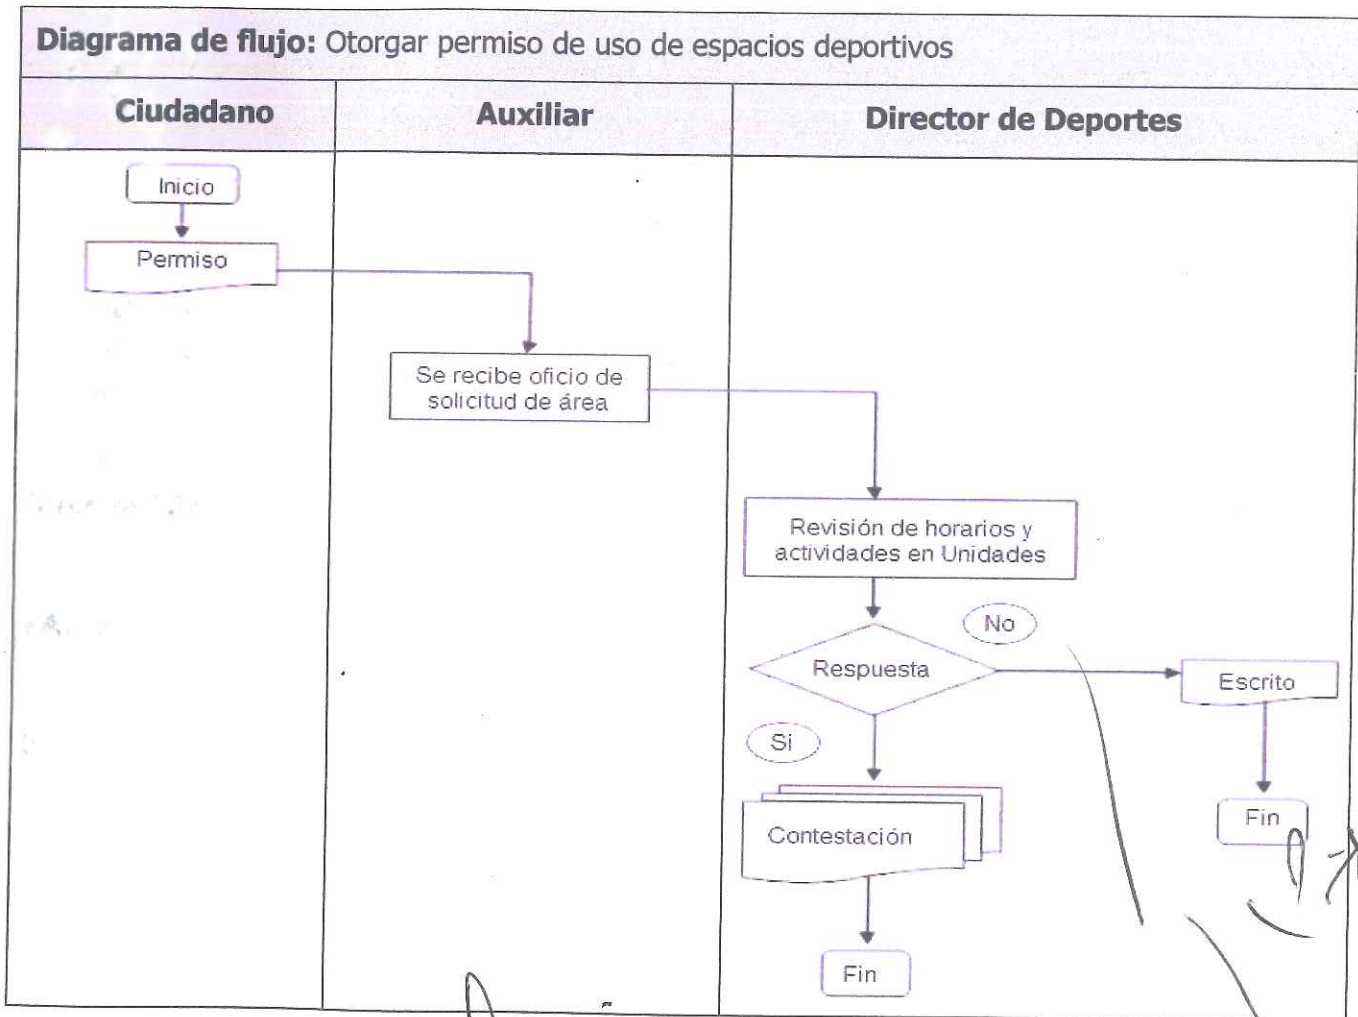 Diagrama de flujo: Otorgar permiso de uso de espacios deportivos
Ciudadano
Auxiliar
Director de Deportes
Inicio
Permiso
Se recibe oficio de
solicitud de área
Revisión de horarios y
actividades en Unidades
No
Respuesta
Escrito
Si
Contestación
Fin
Fin